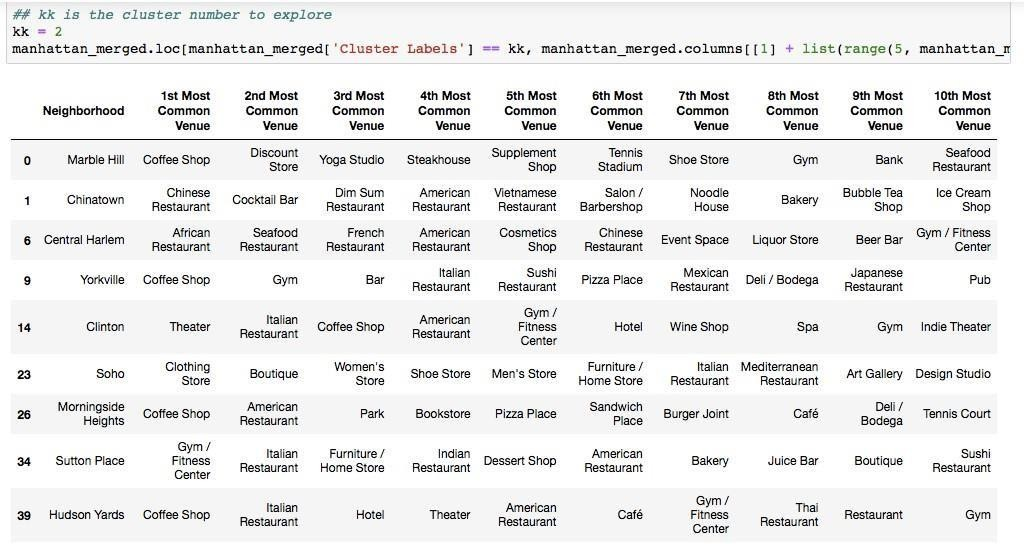 ## kk is the cluster number to explore
kk = 2
manhattan_merged.loc[manhattan_merged['Cluster Labels'] == kk, manhattan_merged.columns[[1] + list(range(5, manhattan_m
Neighborhood 1st Most Common Venue 2nd Most Common Venue 3rd Most Common Venue 4th Most Common Venue 5th Most Common Venue 6th Most Common Venue 7th Most Common Venue 8th Most Common Venue 9th Most Common Venue 10th Most Common Venue
0 Marble Hill Coffee Shop Discount Store Yoga Studio Steakhouse Supplement Shop Tennis Stadium Shoe Store Gym Bank Seafood Restaurant
1 Chinatown Chinese Restaurant Cocktail Bar Dim Sum Restaurant American Restaurant Vietnamese Restaurant Salon / Barbershop Noodle House Bakery Bubble Tea Shop Ice Cream Shop
6 Central Harlem African Restaurant Seafood Restaurant French Restaurant American Restaurant Cosmetics Shop Chinese Restaurant Event Space Liquor Store Beer Bar Gym / Fitness Center
9 Yorkville Coffee Shop Gym Bar Italian Restaurant Sushi Restaurant Pizza Place Mexican Restaurant Deli / Bodega Japanese Restaurant Pub
14 Clinton Theater Italian Restaurant Coffee Shop American Restaurant Gym / Fitness Center Hotel Wine Shop Spa Gym Indie Theater
23 Soho Clothing Store Boutique Women's Store Shoe Store Men's Store Furniture / Home Store Italian Restaurant Mediterranean Restaurant Art Gallery Design Studio
26 Morningside Heights Coffee Shop American Restaurant Park Bookstore Pizza Place Sandwich Place Burger Joint Café Deli / Bodega Tennis Court
34 Sutton Place Gym / Fitness Center Italian Restaurant Furniture / Home Store Indian Restaurant Dessert Shop American Restaurant Bakery Juice Bar Boutique Sushi Restaurant
39 Hudson Yards Coffee Shop Italian Restaurant Hotel Theater American Restaurant Café Gym / Fitness Center Thai Restaurant Restaurant Gym